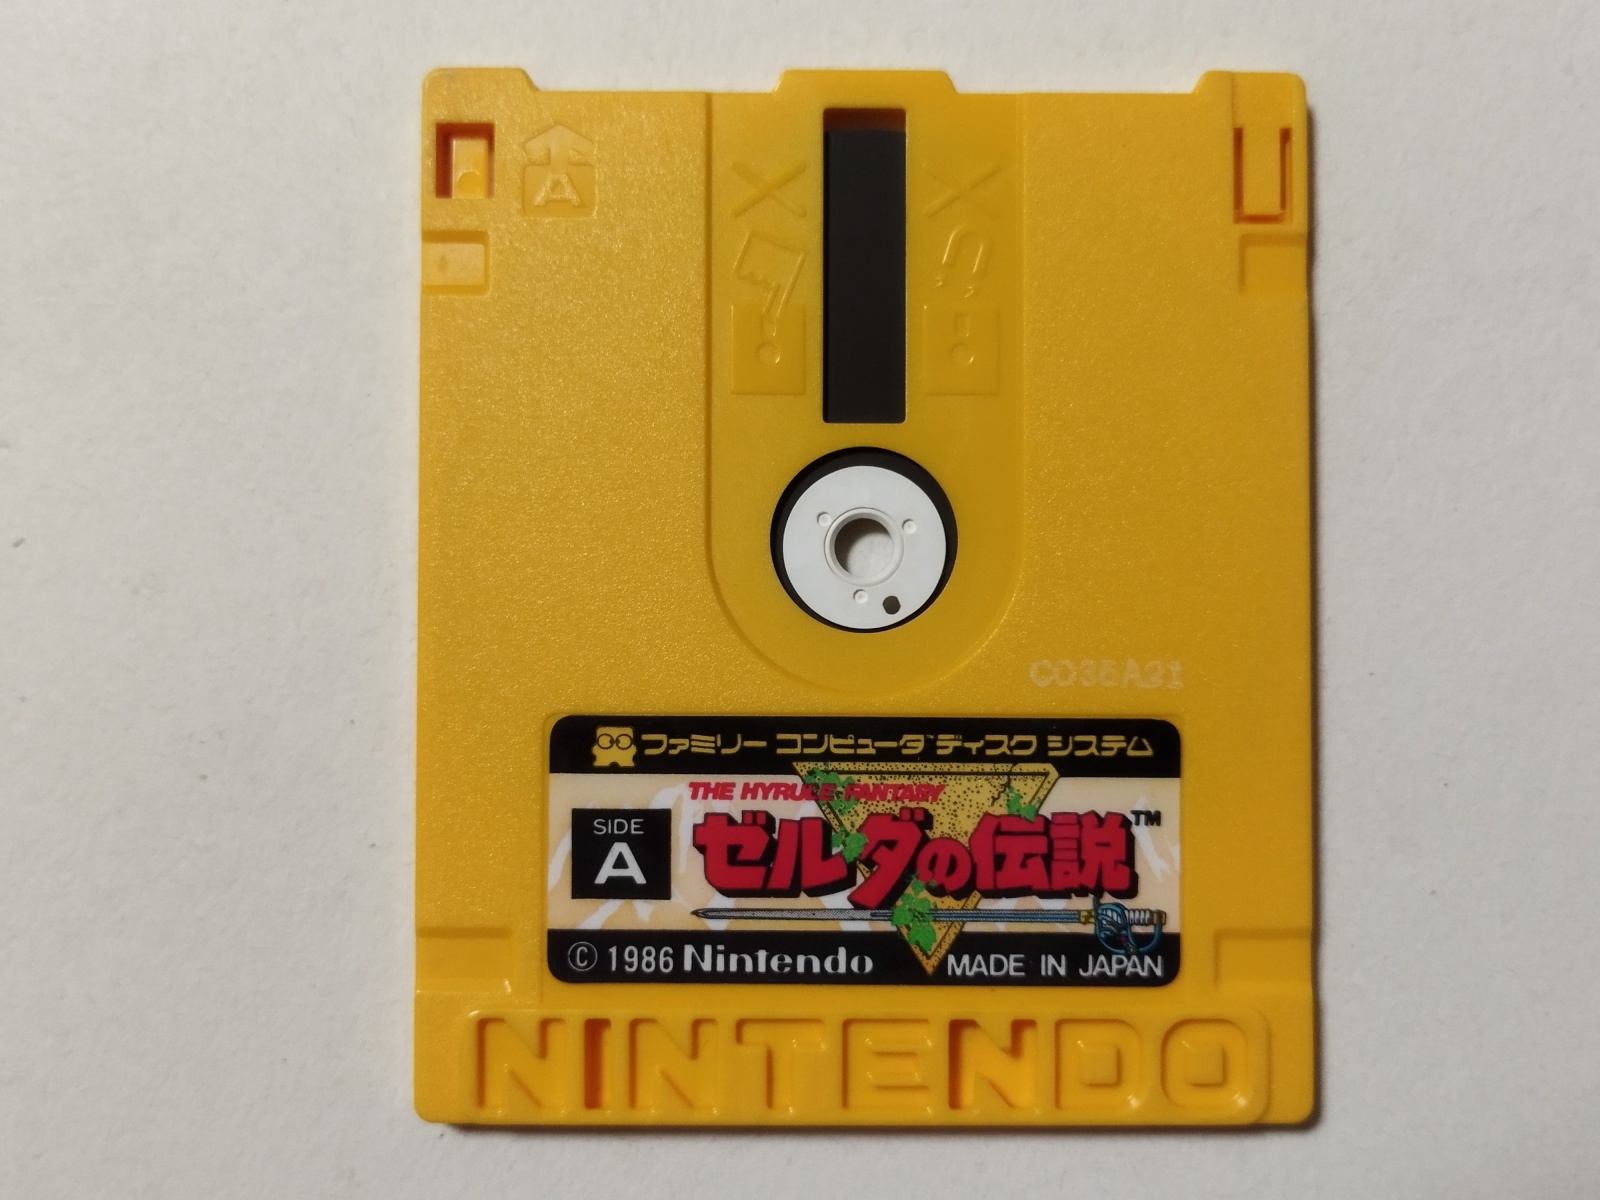 A
C036A21
ファミリー コンピュータ ディスク システム
THE HYRULE FANTASY
SIDE
A
ゼルダの伝説™
© 1986 Nintendo
MADE IN JAPAN
NINTENDO